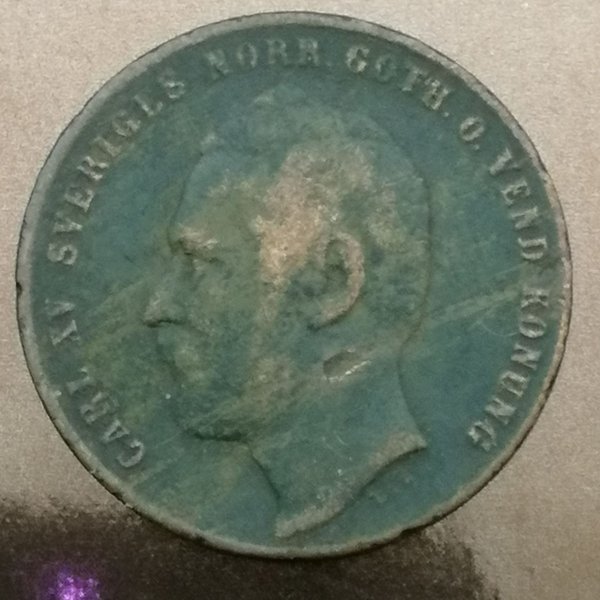 CARL XV SVERIGES NORR. GOTH. O. VEND KONUNG